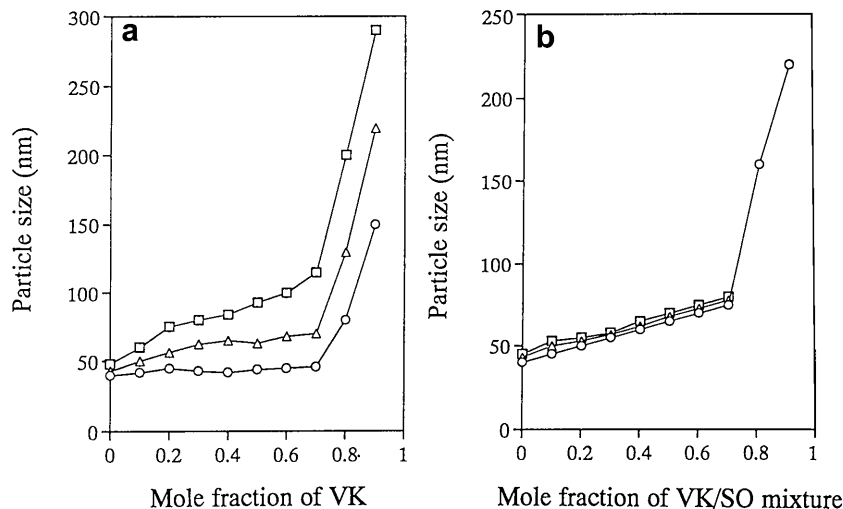 a
300
250
200
150
100
50
0
Particle size (nm)
0 0.2 0.4 0.6 0.8 1
Mole fraction of VK
b
250
200
150
100
50
0
Particle size (nm)
0 0.2 0.4 0.6 0.8 1
Mole fraction of VK/SO mixture